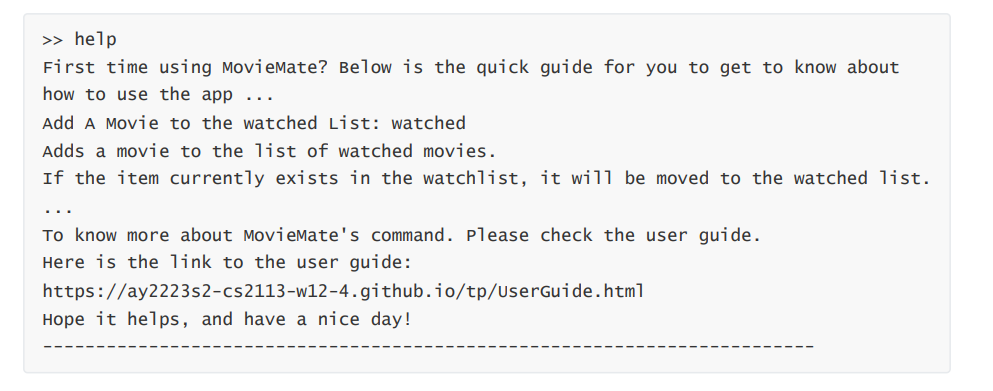 >> help
First time using MovieMate? Below is the quick guide for you to get to know about
how to use the app ...
Add A Movie to the watched List: watched
Adds a movie to the list of watched movies.
If the item currently exists in the watchlist, it will be moved to the watched list.
...
To know more about MovieMate's command. Please check the user guide.
Here is the link to the user guide:
https://ay2223s2-cs2113-w12-4.github.io/tp/UserGuide.html
Hope it helps, and have a nice day!
-------------------------------------------------------------------------